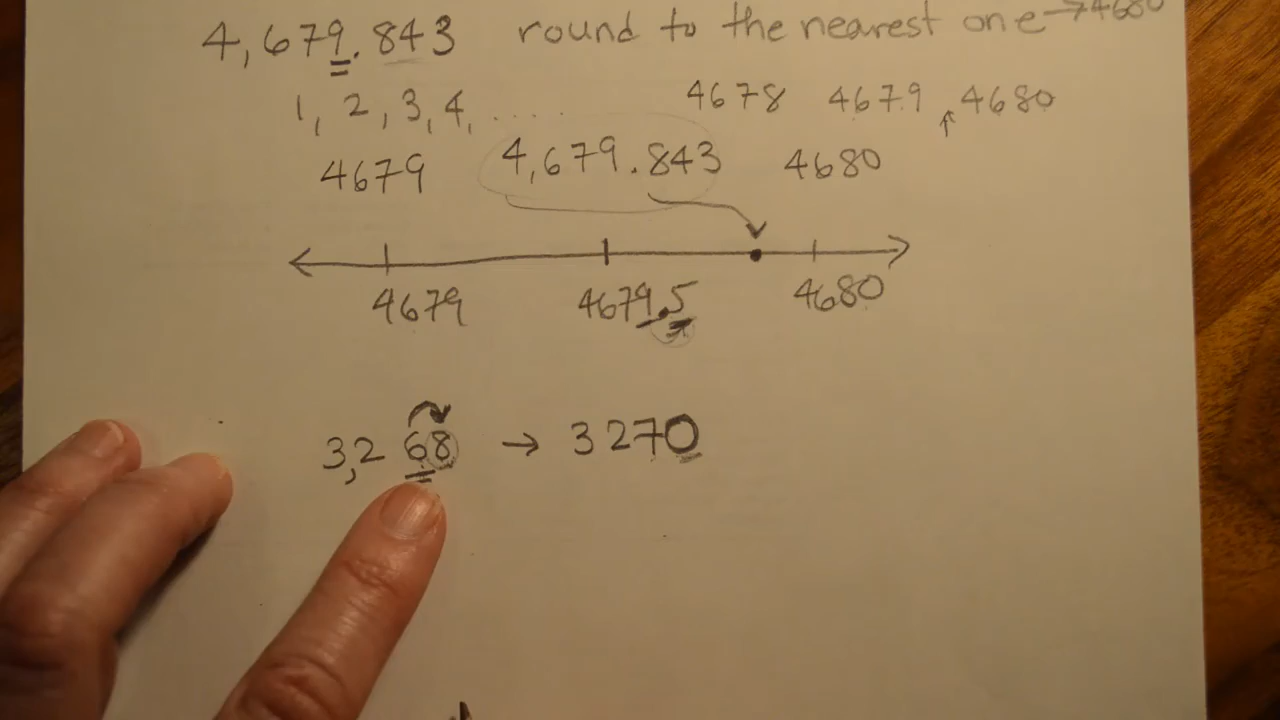 4,679.843 round to the nearest one → 4680
1, 2, 3, 4, ..... 4678 4679 4680
4679 4,679.843 4680
4679 4679.5 4680
3,268 → 3270